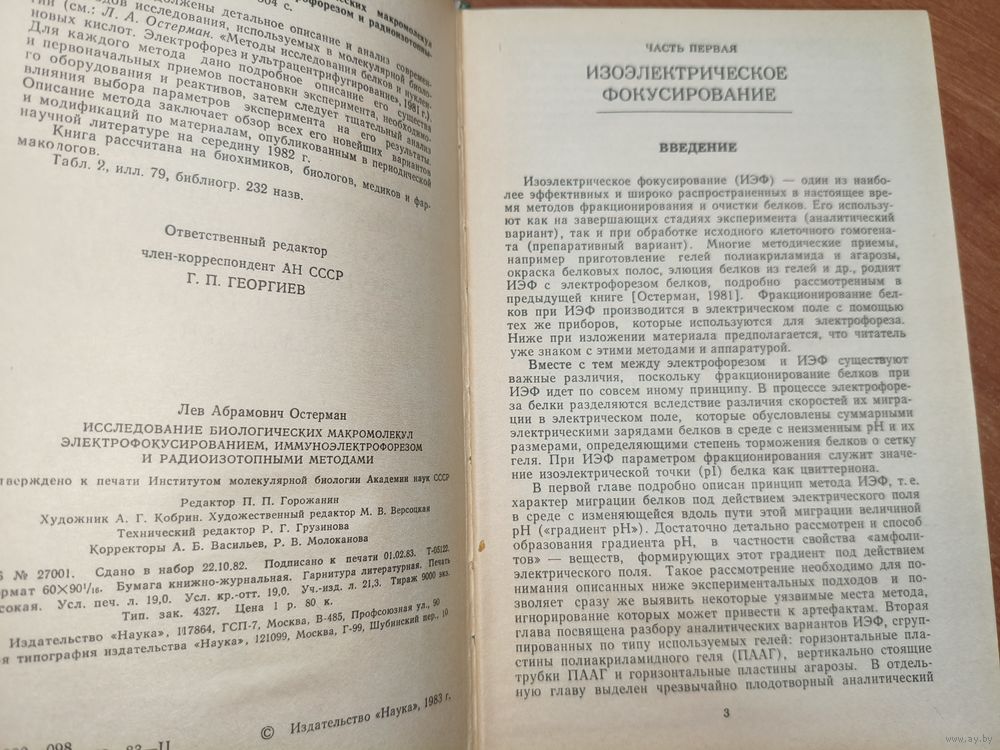 ческих макромолекул
трофорезом и радиоизотопны-
04 с.
должены детальное описание и анализ современ-
дов исследования, используемых в молекулярной биоло-
гии (см.: Л. А. Остерман. «Методы исследования белков и нуклеи-
новых кислот. Электрофорез и ультрацентрифугирование», 1981 г.).
Для каждого метода дано подробное описание его существа
и первоначальных приемов постановки эксперимента, необходимо-
го оборудования и реактивов, затем следует тщательный анализ
влияния выбора параметров эксперимента на его результаты.
Описание метода заключает обзор всех его новейших вариантов
и модификаций по материалам, опубликованным в периодической
научной литературе на середину 1982 г.
Книга рассчитана на биохимиков, биологов, медиков и фар-
макологов.
Табл. 2, илл. 79, библиогр. 232 назв.
Ответственный редактор
член-корреспондент АН СССР
Г. П. ГЕОРГИЕВ
Лев Абрамович Остерман
ИССЛЕДОВАНИЕ БИОЛОГИЧЕСКИХ МАКРОМОЛЕКУЛ
ЭЛЕКТРОФОКУСИРОВАНИЕМ, ИММУНОЭЛЕКТРОФОРЕЗОМ
И РАДИОИЗОТОПНЫМИ МЕТОДАМИ
тверждено к печати Институтом молекулярной биологии Академии наук СССР
Редактор П. П. Горожанин
Художник А. Г. Кобрин. Художественный редактор М. В. Версоцкая
Технический редактор Р. Г. Грузинова
Корректоры А. Б. Васильев, Р. В. Молоканова
Б № 27001. Сдано в набор 22.10.82. Подписано к печати 01.02.83. Т-05122.
ормат 60×90¹/₁₆. Бумага книжно-журнальная. Гарнитура литературная. Печать
сокая. Усл. печ. л. 19,0. Усл. кр.-отт. 19,0. Уч.-изд. л. 21,3. Тираж 9000 экз.
Тип. зак. 4327. Цена 1 р. 80 к.
Издательство «Наука», 117864, ГСП-7, Москва, В-485, Профсоюзная ул., 90
я типография издательства «Наука», 121099, Москва, Г-99, Шубинский пер., 10
© Издательство «Наука», 1983 г.
098 83—II
ЧАСТЬ ПЕРВАЯ
ИЗОЭЛЕКТРИЧЕСКОЕ
ФОКУСИРОВАНИЕ
ВВЕДЕНИЕ
Изоэлектрическое фокусирование (ИЭФ) — один из наибо-
лее эффективных и широко распространенных в настоящее вре-
мя методов фракционирования и очистки белков. Его использу-
ют как на завершающих стадиях эксперимента (аналитический
вариант), так и при обработке исходного клеточного гомогена-
та (препаративный вариант). Многие методические приемы,
например приготовление гелей полиакриламида и агарозы,
окраска белковых полос, элюция белков из гелей и др., роднят
ИЭФ с электрофорезом белков, подробно рассмотренным в
предыдущей книге [Остерман, 1981]. Фракционирование бел-
ков при ИЭФ производится в электрическом поле с помощью
тех же приборов, которые используются для электрофореза.
Ниже при изложении материала предполагается, что читатель
уже знаком с этими методами и аппаратурой.
Вместе с тем между электрофорезом и ИЭФ существуют
важные различия, поскольку фракционирование белков при
ИЭФ идет по совсем иному принципу. В процессе электрофоре-
за белки разделяются вследствие различия скоростей их мигра-
ции в электрическом поле, которые обусловлены суммарными
электрическими зарядами белков в среде с неизменным pH и их
размерами, определяющими степень торможения белков о сетку
геля. При ИЭФ параметром фракционирования служит значе-
ние изоэлектрической точки (pI) белка как цвиттериона.
В первой главе подробно описан принцип метода ИЭФ, т. е.
характер миграции белков под действием электрического поля
в среде с изменяющейся вдоль пути этой миграции величиной
pH («градиент pH»). Достаточно детально рассмотрен и способ
образования градиента pH, в частности свойства «амфоли-
тов» — веществ, формирующих этот градиент под действием
электрического поля. Такое рассмотрение необходимо для по-
нимания описанных ниже экспериментальных подходов и по-
зволяет сразу же выявить некоторые уязвимые места метода,
игнорирование которых может привести к артефактам. Вторая
глава посвящена разбору аналитических вариантов ИЭФ, сгруп-
пированных по типу используемых гелей: горизонтальные пла-
стины полиакриламидного геля (ПААГ), вертикально стоящие
трубки ПААГ и горизонтальные пластины агарозы. В отдель-
ную главу выделен чрезвычайно плодотворный аналитический
3
www.ay.by